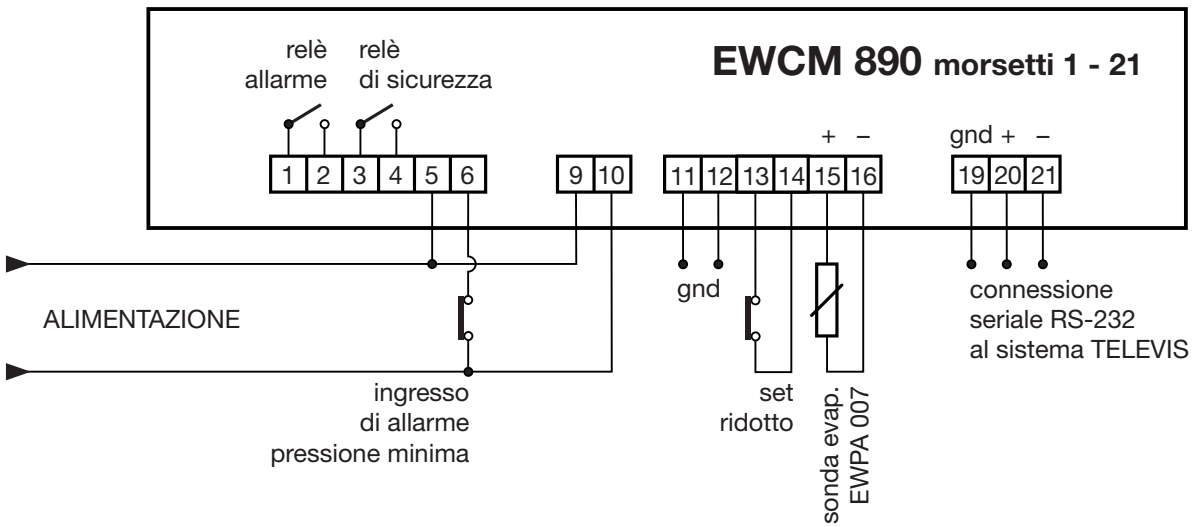 relè
allarme
relè
di sicurezza
EWCM 890 morsetti 1 - 21
+ –
gnd + –
1 2 3 4 5 6
9 10
11 12 13 14 15 16
19 20 21
gnd
connessione
seriale RS-232
al sistema TELEVIS
ALIMENTAZIONE
ingresso
di allarme
pressione minima
set
ridotto
sonda evap.
EWPA 007